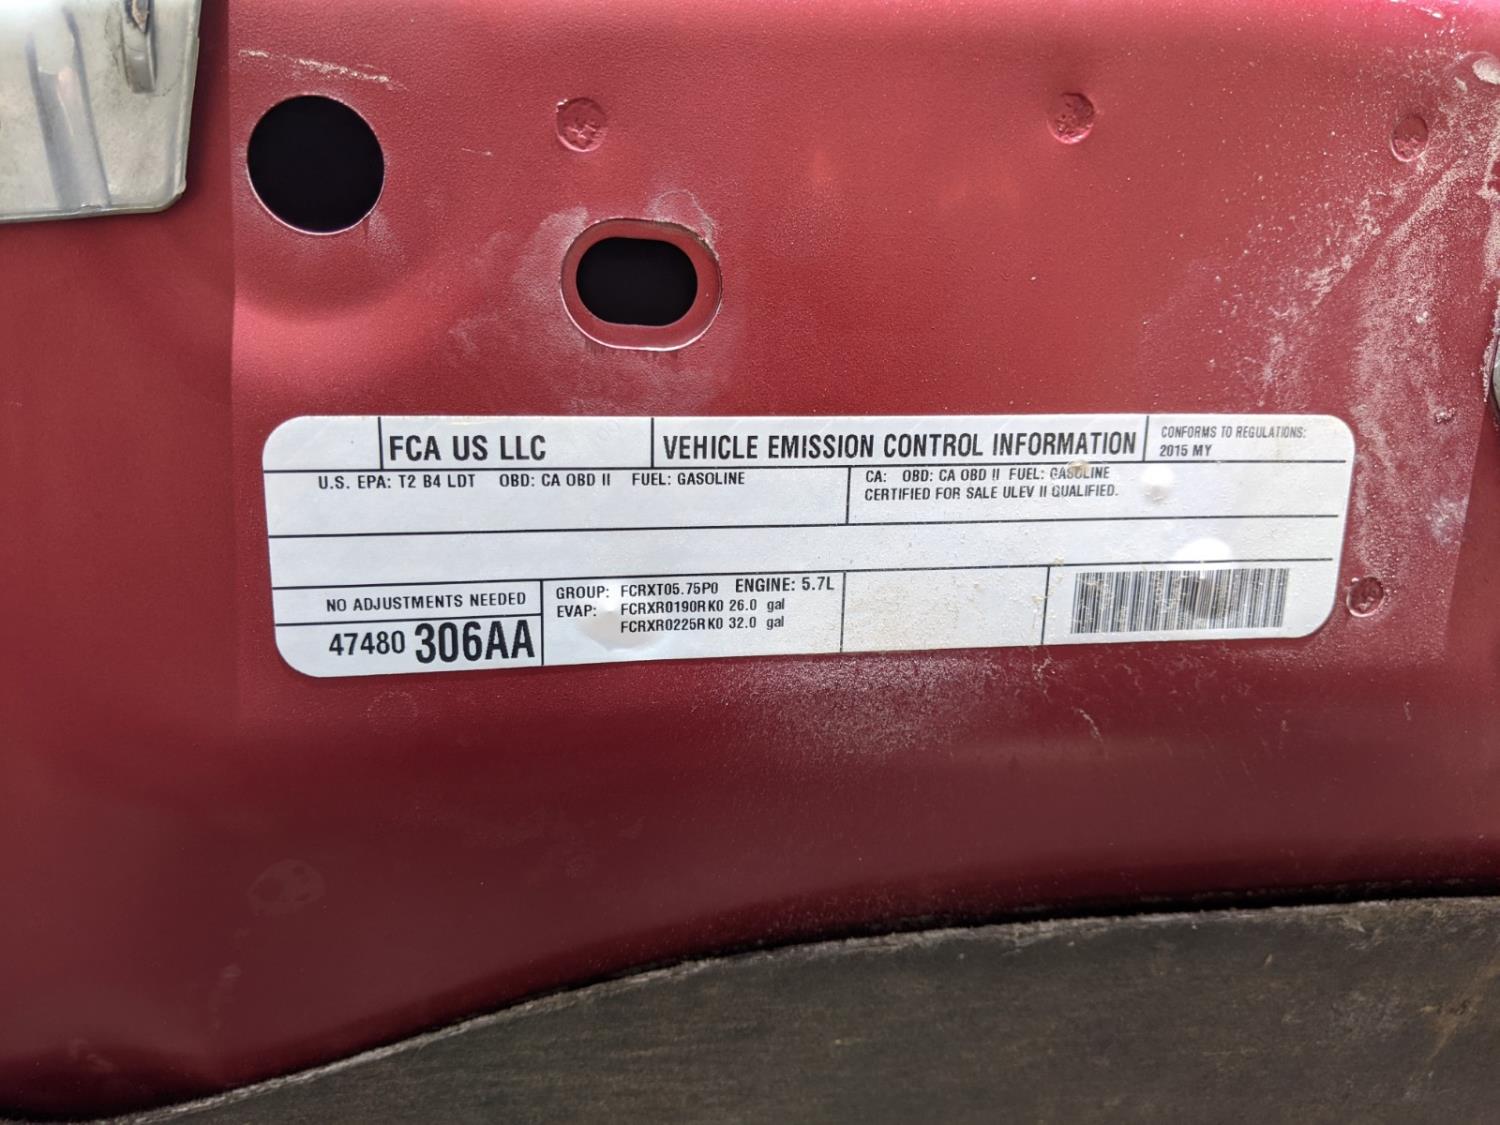 FCA US LLC
VEHICLE EMISSION CONTROL INFORMATION
CONFORMS TO REGULATIONS:
2015 MY
U.S. EPA: T2 B4 LDT OBD: CA OBD II FUEL: GASOLINE
CA: OBD: CA OBD II FUEL: GASOLINE
CERTIFIED FOR SALE ULEV II QUALIFIED.
NO ADJUSTMENTS NEEDED
47480 306AA
GROUP: FCRXT05.75P0 ENGINE: 5.7L
EVAP: FCRXR0190RK0 26.0 gal
FCRXR0225RK0 32.0 gal